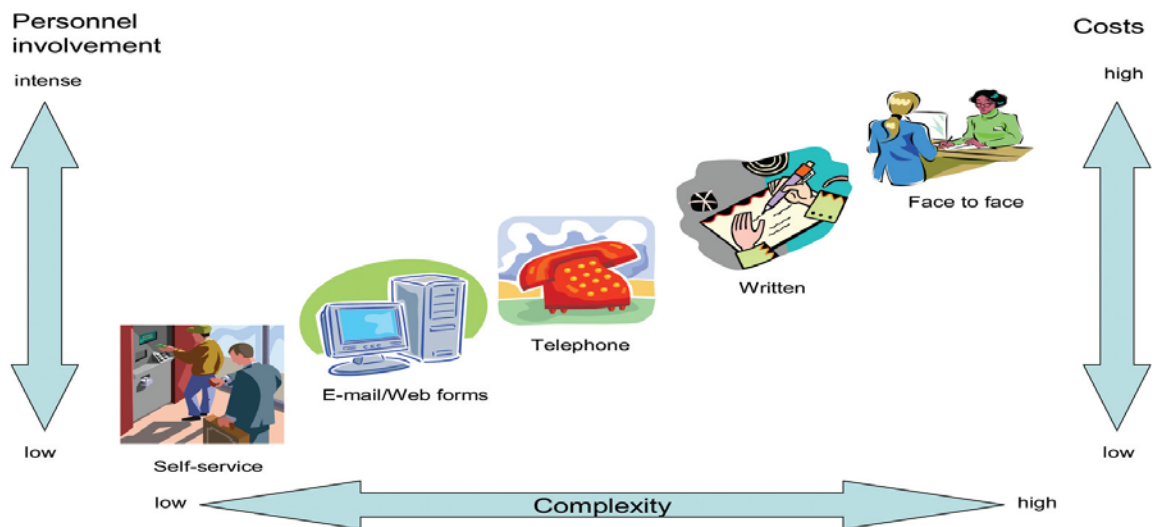 Personnel
involvement
Costs
intense
high
Face to face
Written
Telephone
E-mail/Web forms
low
low
Self-service
low
Complexity
high